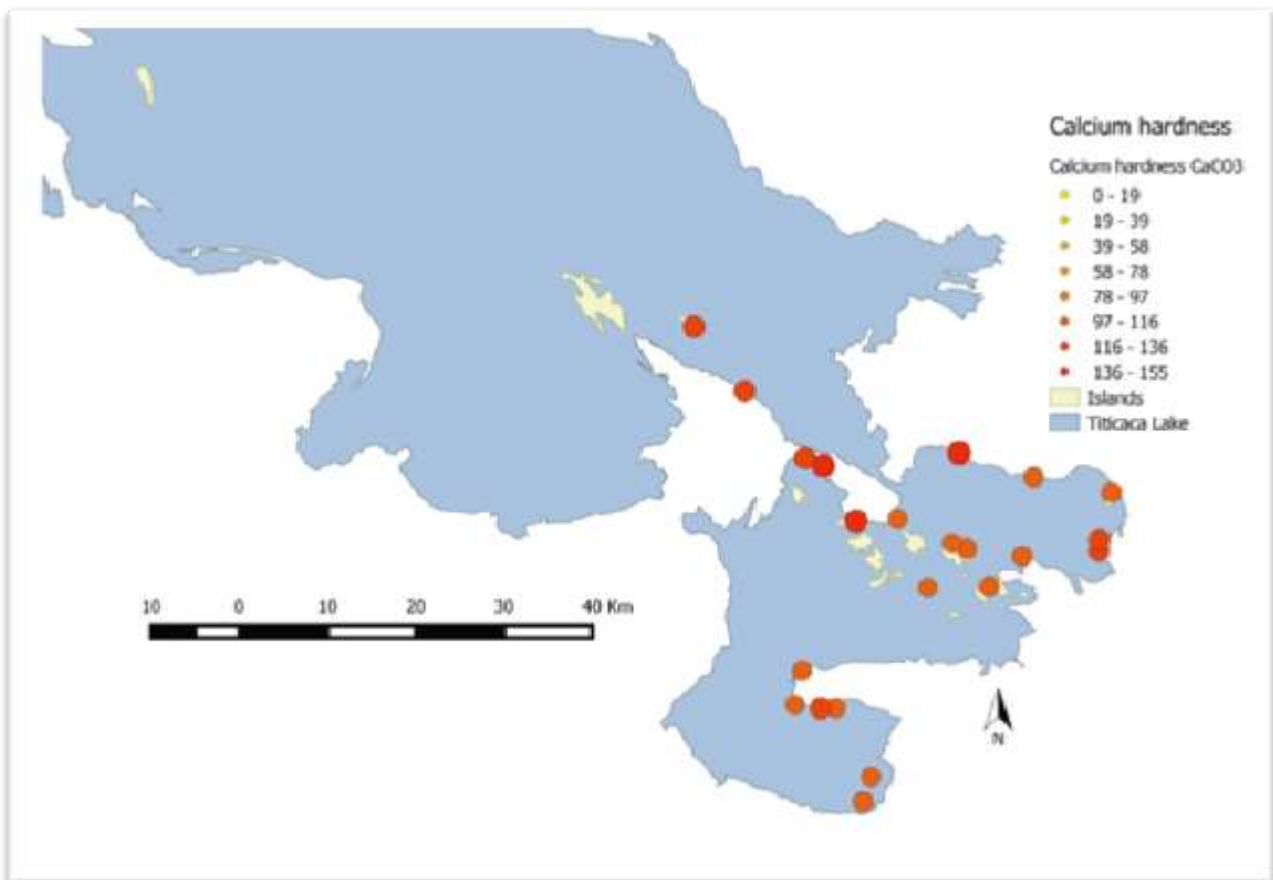 Calcium hardness
Calcium hardness CaCO3
0 - 19
19 - 39
39 - 58
58 - 78
78 - 97
97 - 116
116 - 136
136 - 155
Islands
Titicaca Lake
10 0 10 20 30 40 Km
N